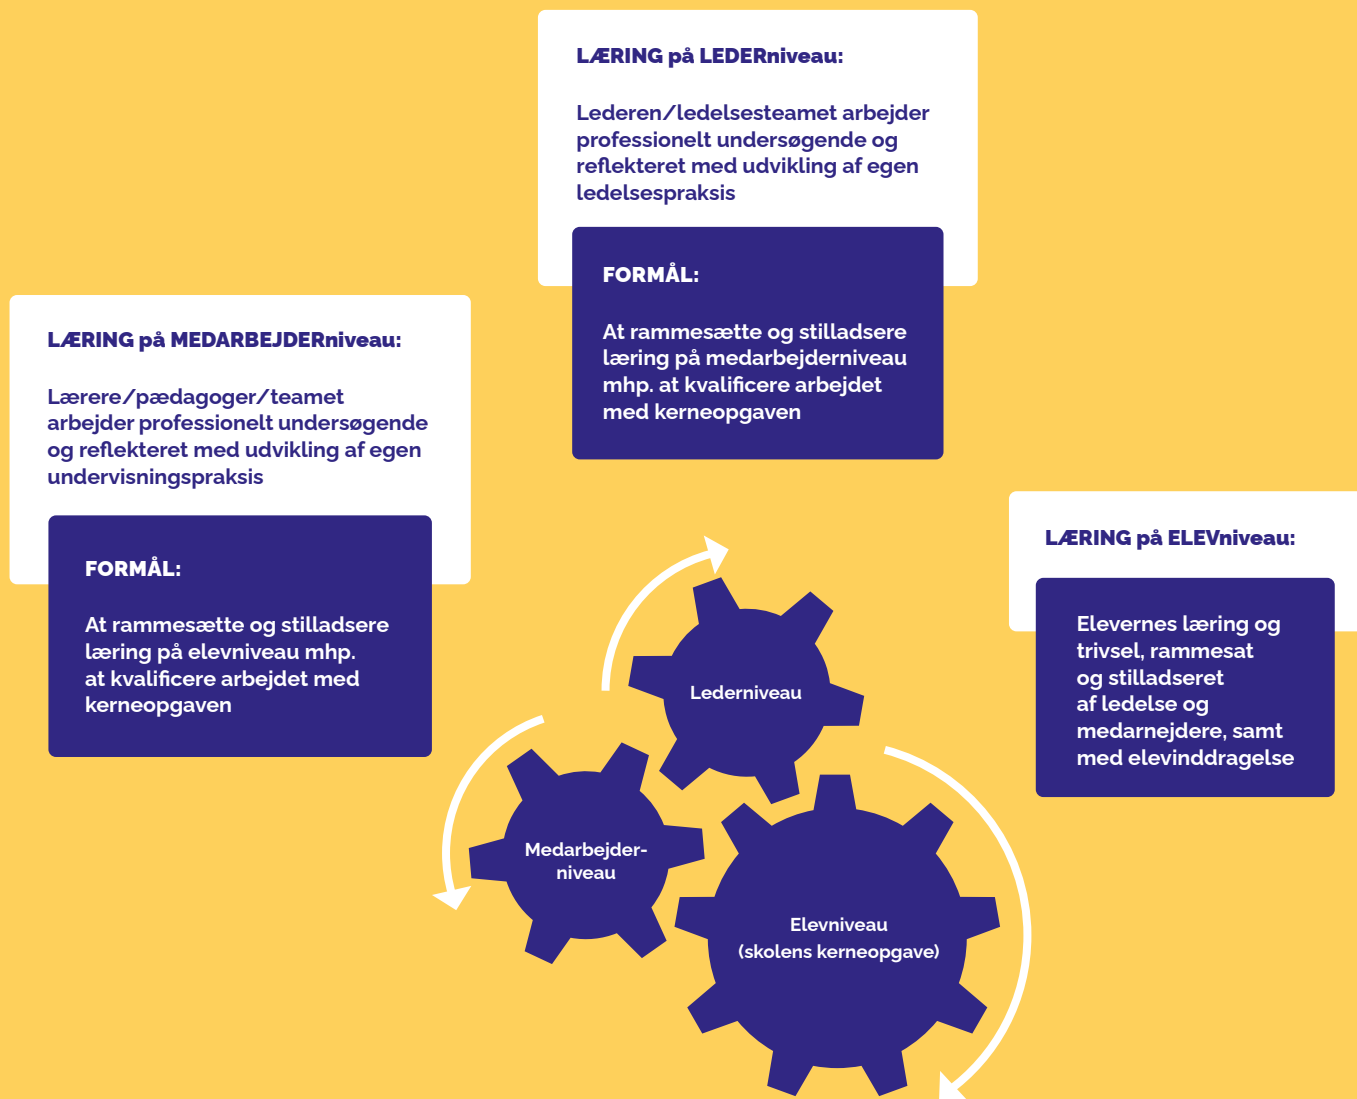 LÆRING på LEDERniveau:
Lederen/ledelsesteamet arbejder
professionelt undersøgende og
reflekteret med udvikling af egen
ledelsespraksis
FORMÅL:
At rammesætte og stilladsere
læring på medarbejderniveau
mhp. at kvalificere arbejdet
med kerneopgaven
LÆRING på MEDARBEJDERniveau:
Lærere/pædagoger/teamet
arbejder professionelt undersøgende
og reflekteret med udvikling af egen
undervisningspraksis
FORMÅL:
At rammesætte og stilladsere
læring på elevniveau mhp.
at kvalificere arbejdet med
kerneopgaven
LÆRING på ELEVniveau:
Elevernes læring og
trivsel, rammesat
og stilladseret
af ledelse og
medarnejdere, samt
med elevinddragelse
Lederniveau
Medarbejder-
niveau
Elevniveau
(skolens kerneopgave)